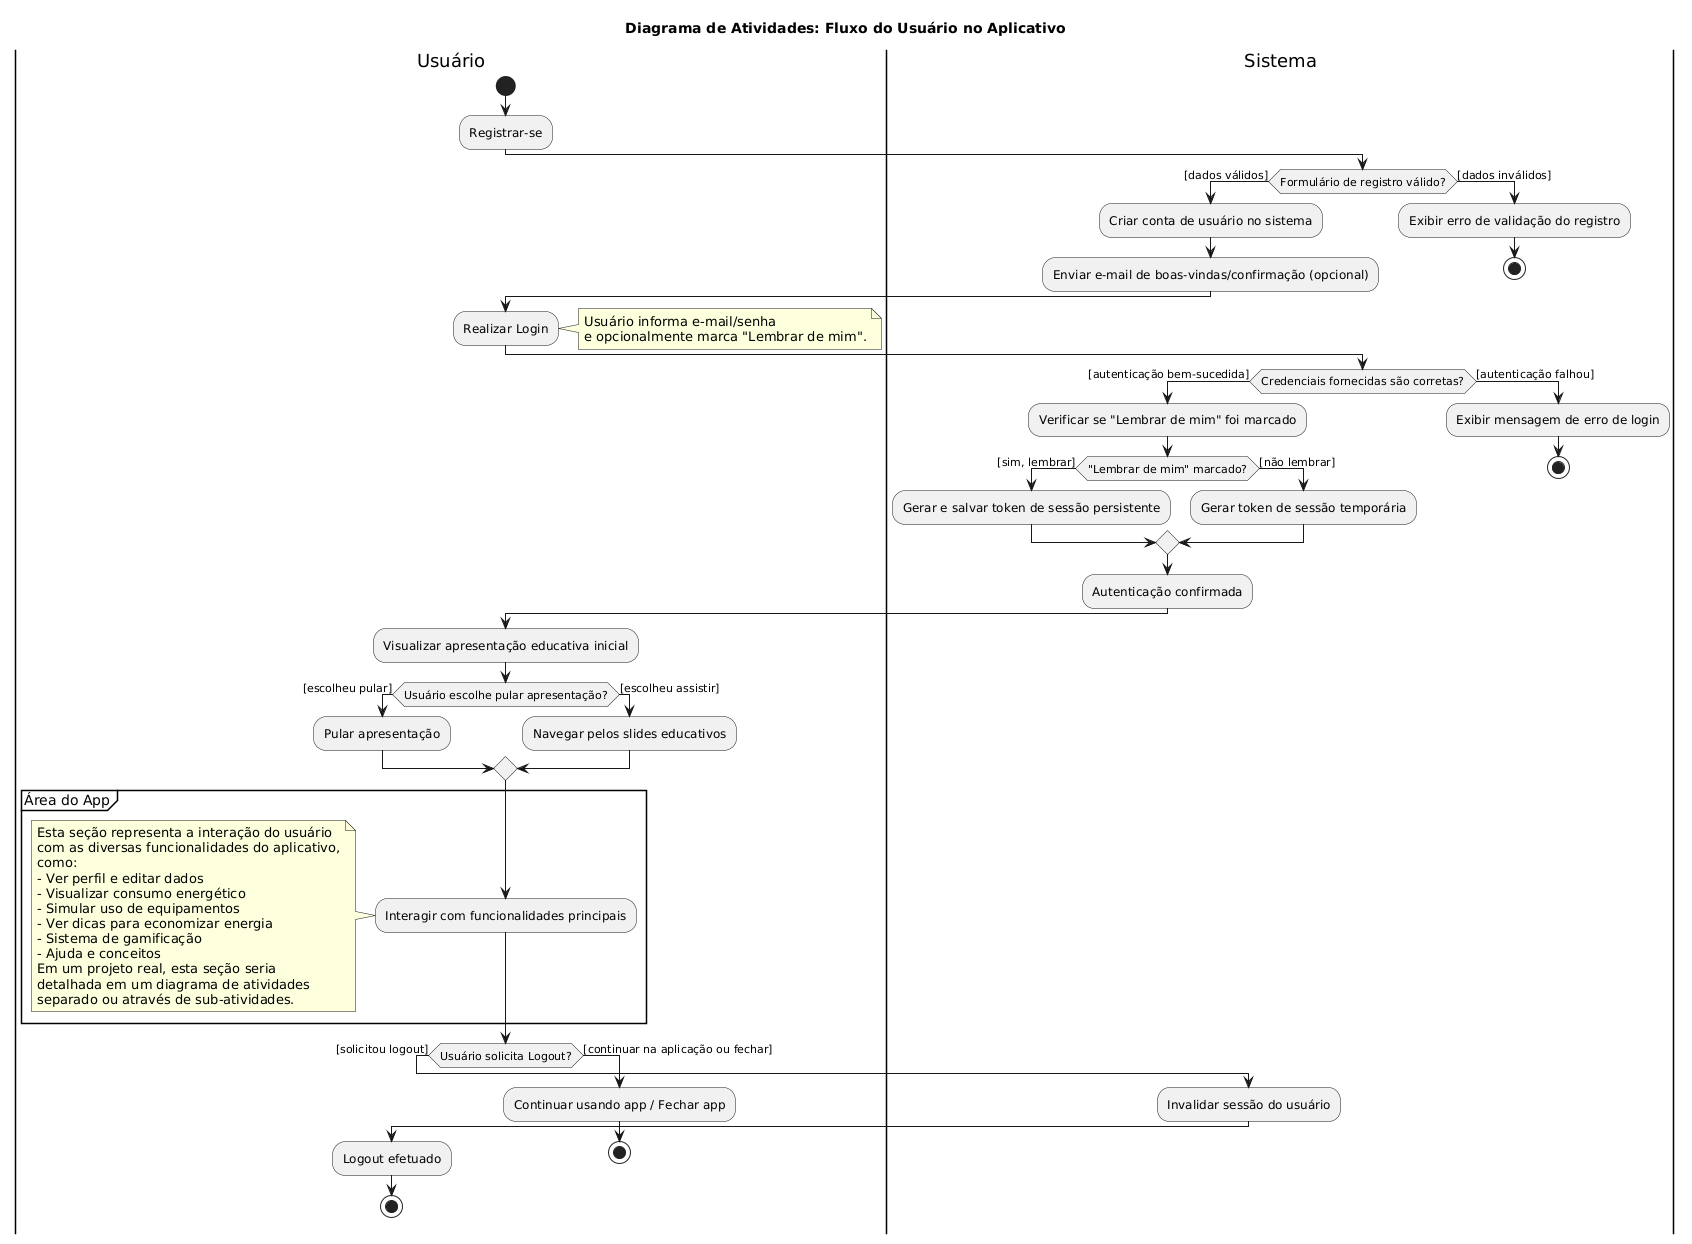 Diagrama de Atividades: Fluxo do Usuário no Aplicativo
Usuário
Sistema
Registrar-se
[dados válidos]
Formulário de registro válido?
[dados inválidos]
Criar conta de usuário no sistema
Exibir erro de validação do registro
Enviar e-mail de boas-vindas/confirmação (opcional)
Realizar Login
Usuário informa e-mail/senha
e opcionalmente marca "Lembrar de mim".
[autenticação bem-sucedida]
Credenciais fornecidas são corretas?
[autenticação falhou]
Verificar se "Lembrar de mim" foi marcado
Exibir mensagem de erro de login
[sim, lembrar]
"Lembrar de mim" marcado?
[não lembrar]
Gerar e salvar token de sessão persistente
Gerar token de sessão temporária
Autenticação confirmada
Visualizar apresentação educativa inicial
[escolheu pular]
Usuário escolhe pular apresentação?
[escolheu assistir]
Pular apresentação
Navegar pelos slides educativos
Área do App
Esta seção representa a interação do usuário
com as diversas funcionalidades do aplicativo,
como:
- Ver perfil e editar dados
- Visualizar consumo energético
- Simular uso de equipamentos
- Ver dicas para economizar energia
- Sistema de gamificação
- Ajuda e conceitos
Em um projeto real, esta seção seria
detalhada em um diagrama de atividades
separado ou através de sub-atividades.
Interagir com funcionalidades principais
[solicitou logout]
Usuário solicita Logout?
[continuar na aplicação ou fechar]
Continuar usando app / Fechar app
Invalidar sessão do usuário
Logout efetuado